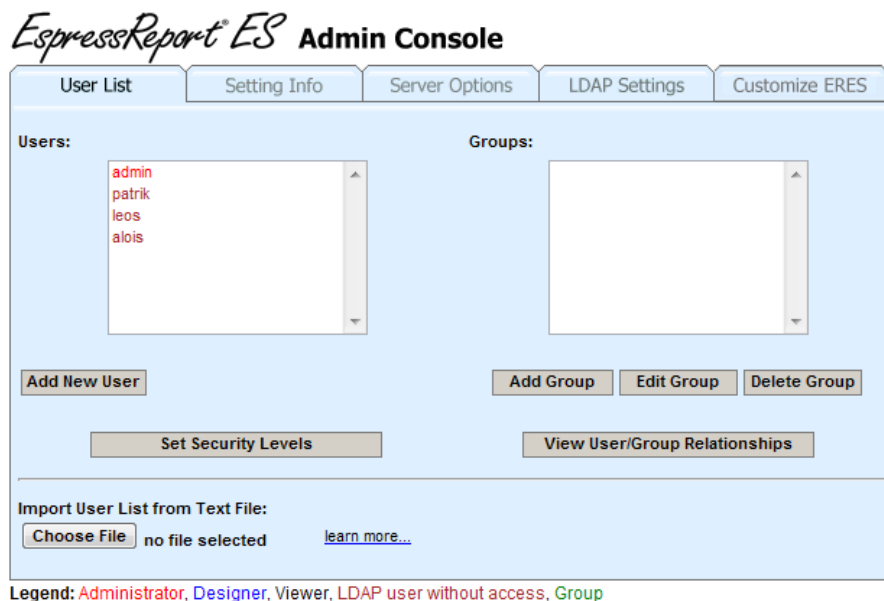 EspressReport® ES Admin Console
User List Setting Info Server Options LDAP Settings Customize ERES
Users: Groups:
admin
patrik
leos
alois
Add New User Add Group Edit Group Delete Group
Set Security Levels View User/Group Relationships
Import User List from Text File:
Choose File no file selected learn more...
Legend: Administrator, Designer, Viewer, LDAP user without access, Group